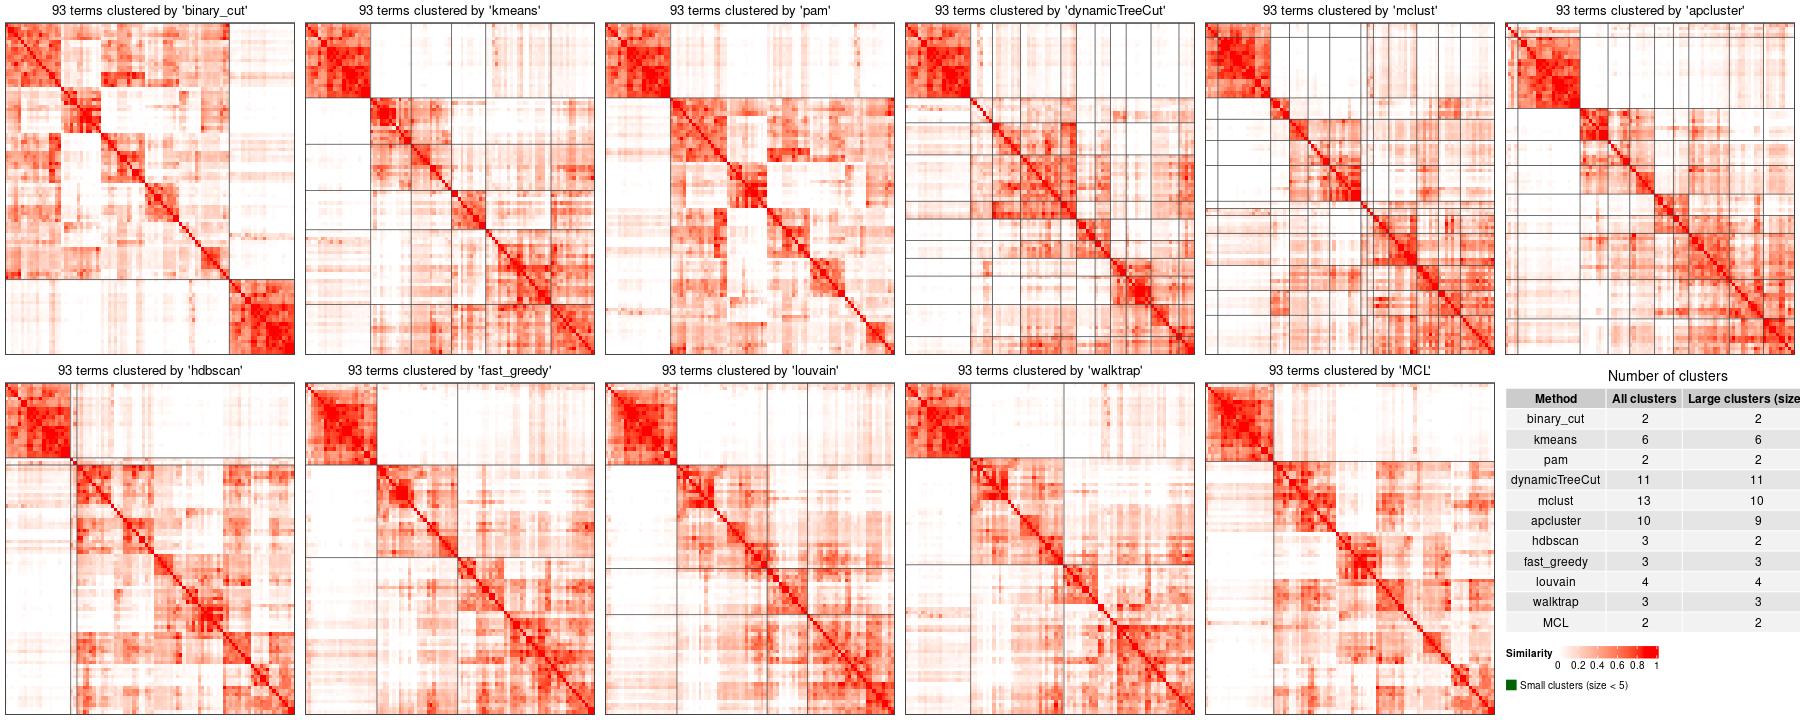 93 terms clustered by 'binary_cut'
93 terms clustered by 'kmeans'
93 terms clustered by 'pam'
93 terms clustered by 'dynamicTreeCut'
93 terms clustered by 'mclust'
93 terms clustered by 'apcluster'
93 terms clustered by 'hdbscan'
93 terms clustered by 'fast_greedy'
93 terms clustered by 'louvain'
93 terms clustered by 'walktrap'
93 terms clustered by 'MCL'
Number of clusters
Method All clusters Large clusters (size
binary_cut 2 2
kmeans 6 6
pam 2 2
dynamicTreeCut 11 11
mclust 13 10
apcluster 10 9
hdbscan 3 2
fast_greedy 3 3
louvain 4 4
walktrap 3 3
MCL 2 2
Similarity
0 0.2 0.4 0.6 0.8 1
Small clusters (size < 5)